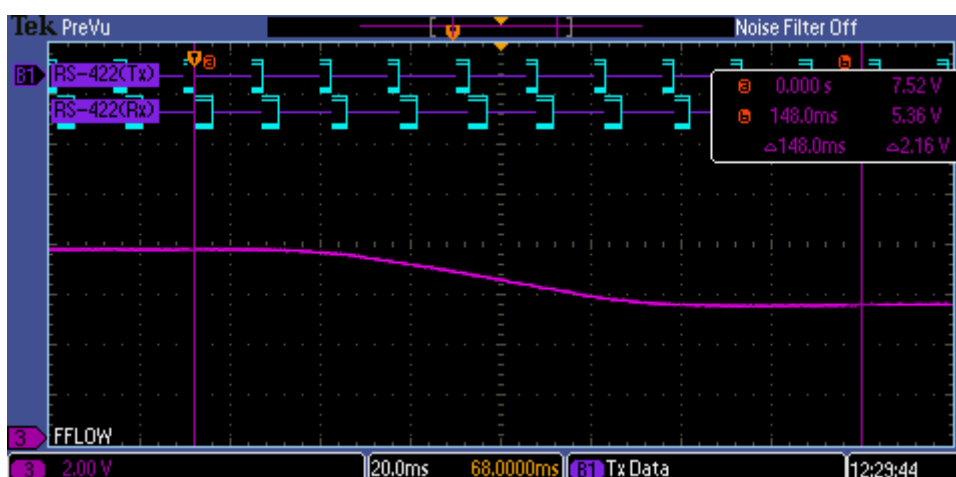 Tek PreVu Noise Filter Off
T a b
B1 RS-422(Tx)
a 0.000 s 7.52 V
RS-422(Rx)
b 148.0ms 5.36 V
△148.0ms △2.16 V
3 FFLOW
3 2.00 V 20.0ms 68.0000ms B1 Tx Data 12:29:44